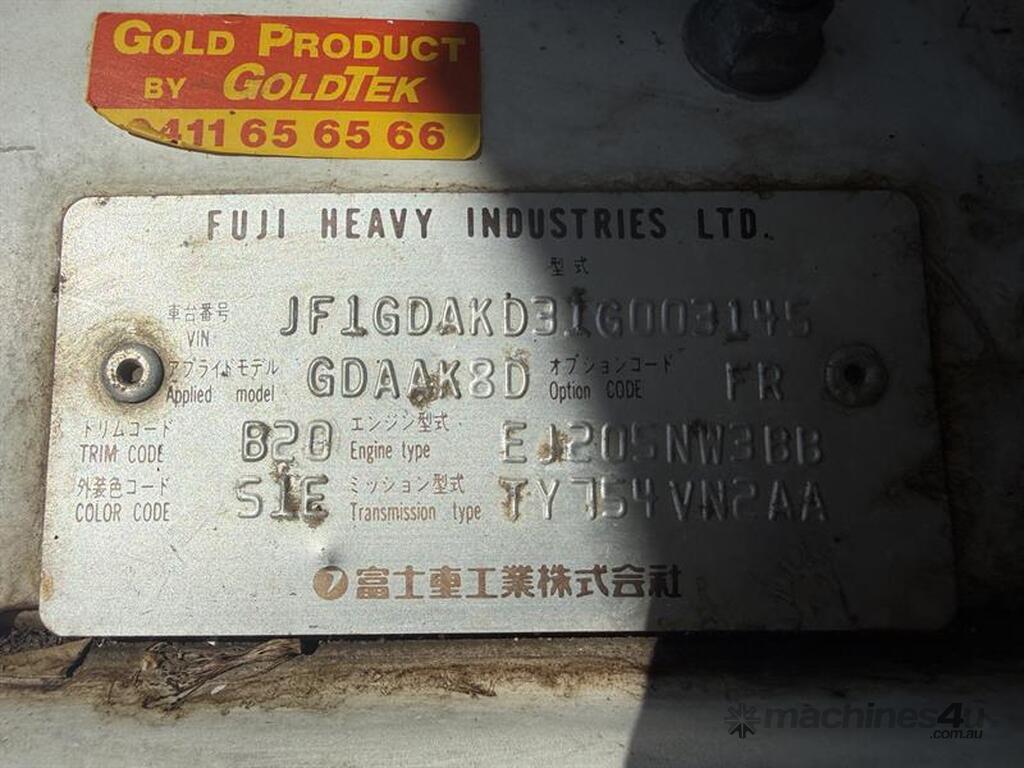 GOLD PRODUCT
BY GOLDTEK
0411 65 65 66
FUJI HEAVY INDUSTRIES LTD.
型式
車台番号 VIN JF1GDAKD31G003145
アプライドモデル Applied model GDAAK8D オプションコード Option CODE FR
トリムコード TRIM CODE B20 エンジン型式 Engine type EJ205NW3BB
外装色コード COLOR CODE S1E ミッション型式 Transmission type TY754VN2AA
富士重工業株式会社
machines4u
.com.au